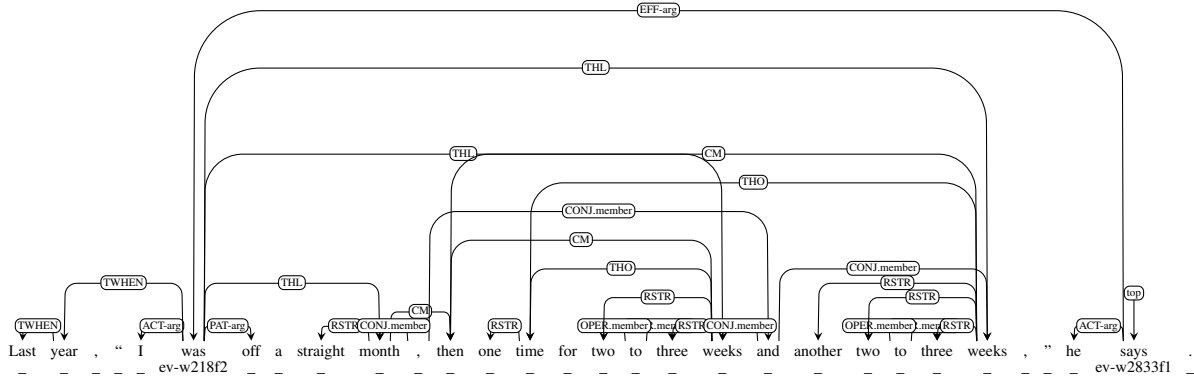 EFF-arg
THL
THL CM
THO
CONJ.member
CM
THO CONJ.member
TWHEN THL RSTR
RSTR RSTR top
CM
TWHEN ACT-arg PAT-arg RSTR CONJ.member RSTR OPER.member RSTR CONJ.member OPER.member RSTR ACT-arg
Last year , “ I was off a straight month , then one time for two to three weeks and another two to three weeks , ” he says .
_ _ _ _ _ ev-w218f2 _ _ _ _ _ _ _ _ _ _ _ _ _ _ _ _ _ _ _ _ _ _ ev-w2833f1 _